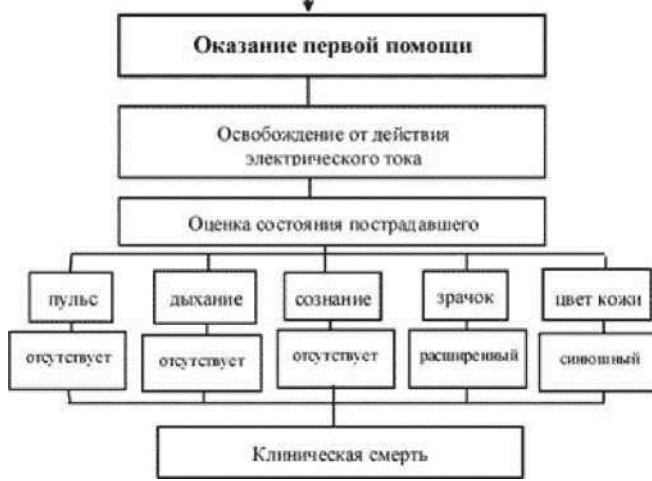 Оказание первой помощи
Освобождение от действия
электрического тока
Оценка состояния пострадавшего
пульс
дыхание
сознание
зрачок
цвет кожи
отсутствует
отсутствует
отсутствует
расширенный
синюшный
Клиническая смерть